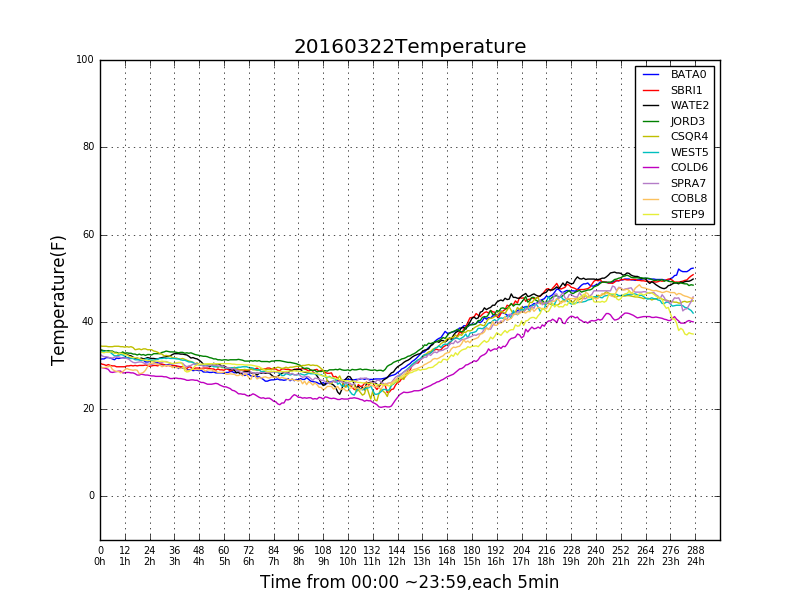 20160322Temperature
100
80
60
40
20
0
Temperature(F)
BATA0
SBRI1
WATE2
JORD3
CSQR4
WEST5
COLD6
SPRA7
COBL8
STEP9
0 12 24 36 48 60 72 84 96 108 120 132 144 156 168 180 192 204 216 228 240 252 264 276 288
0h 1h 2h 3h 4h 5h 6h 7h 8h 9h 10h 11h 12h 13h 14h 15h 16h 17h 18h 19h 20h 21h 22h 23h 24h
Time from 00:00 ~23:59,each 5min